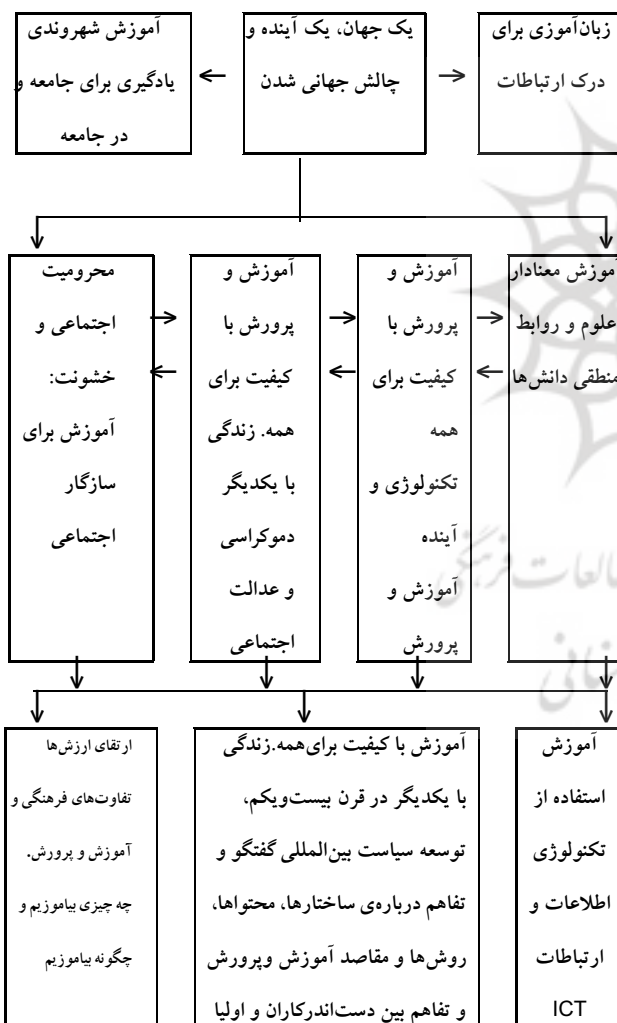 زبان‌آموزی برای
درک ارتباطات
یک جهان، یک آینده و
چالش جهانی شدن
آموزش شهروندی
یادگیری برای جامعه و
در جامعه
آموزش معنادار
علوم و روابط
منطقی دانش‌ها
آموزش و
پرورش با
کیفیت برای
همه
تکنولوژی و
آینده
آموزش و
پرورش
آموزش و
پرورش با
کیفیت برای
همه. زندگی
با یکدیگر
دموکراسی
و عدالت
اجتماعی
محرومیت
اجتماعی و
خشونت:
آموزش برای
سازگار
اجتماعی
آموزش
استفاده از
تکنولوژی
اطلاعات و
ارتباطات
ICT
آموزش با کیفیت برای همه.زندگی
با یکدیگر در قرن بیست‌ویکم،
توسعه سیاست بین‌المللی گفتگو و
تفاهم درباره‌ی ساختارها، محتواها،
روش‌ها و مقاصد آموزش وپرورش
و تفاهم بین دست‌اندرکاران و اولیا
ارتقای ارزش‌ها
تفاوت‌های فرهنگی و
آموزش و پرورش.
چه چیزی بیاموزیم و
چگونه بیاموزیم